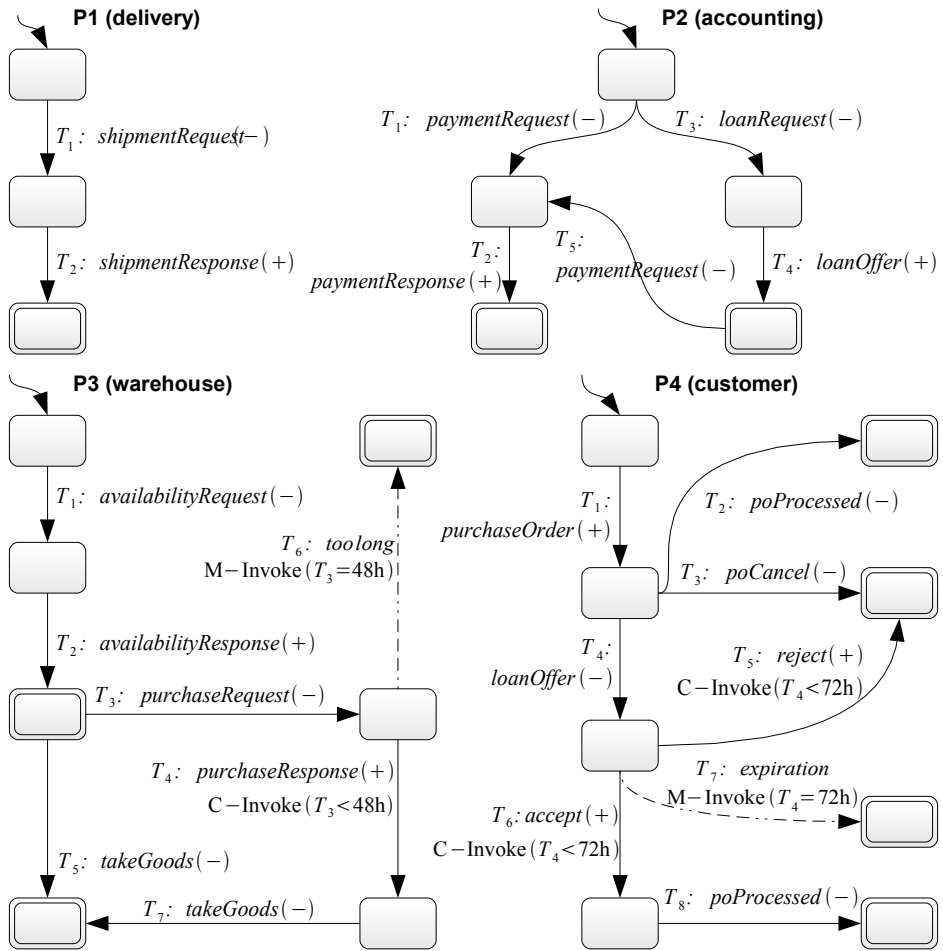 P1 (delivery)
P2 (accounting)
T1: shipmentRequest(−)
T2: shipmentResponse(+)
T1: paymentRequest(−)
T3: loanRequest(−)
T2:
paymentResponse(+)
T5:
paymentRequest(−)
T4: loanOffer(+)
P3 (warehouse)
P4 (customer)
T1: availabilityRequest(−)
T2: availabilityResponse(+)
T6: toolong
M−Invoke(T3=48h)
T3: purchaseRequest(−)
T4: purchaseResponse(+)
C−Invoke(T3<48h)
T5: takeGoods(−)
T7: takeGoods(−)
T1:
purchaseOrder(+)
T2: poProcessed(−)
T3: poCancel(−)
T4:
loanOffer(−)
T5: reject(+)
C−Invoke(T4<72h)
T7: expiration
M−Invoke(T4=72h)
T6:accept(+)
C−Invoke(T4<72h)
T8: poProcessed(−)